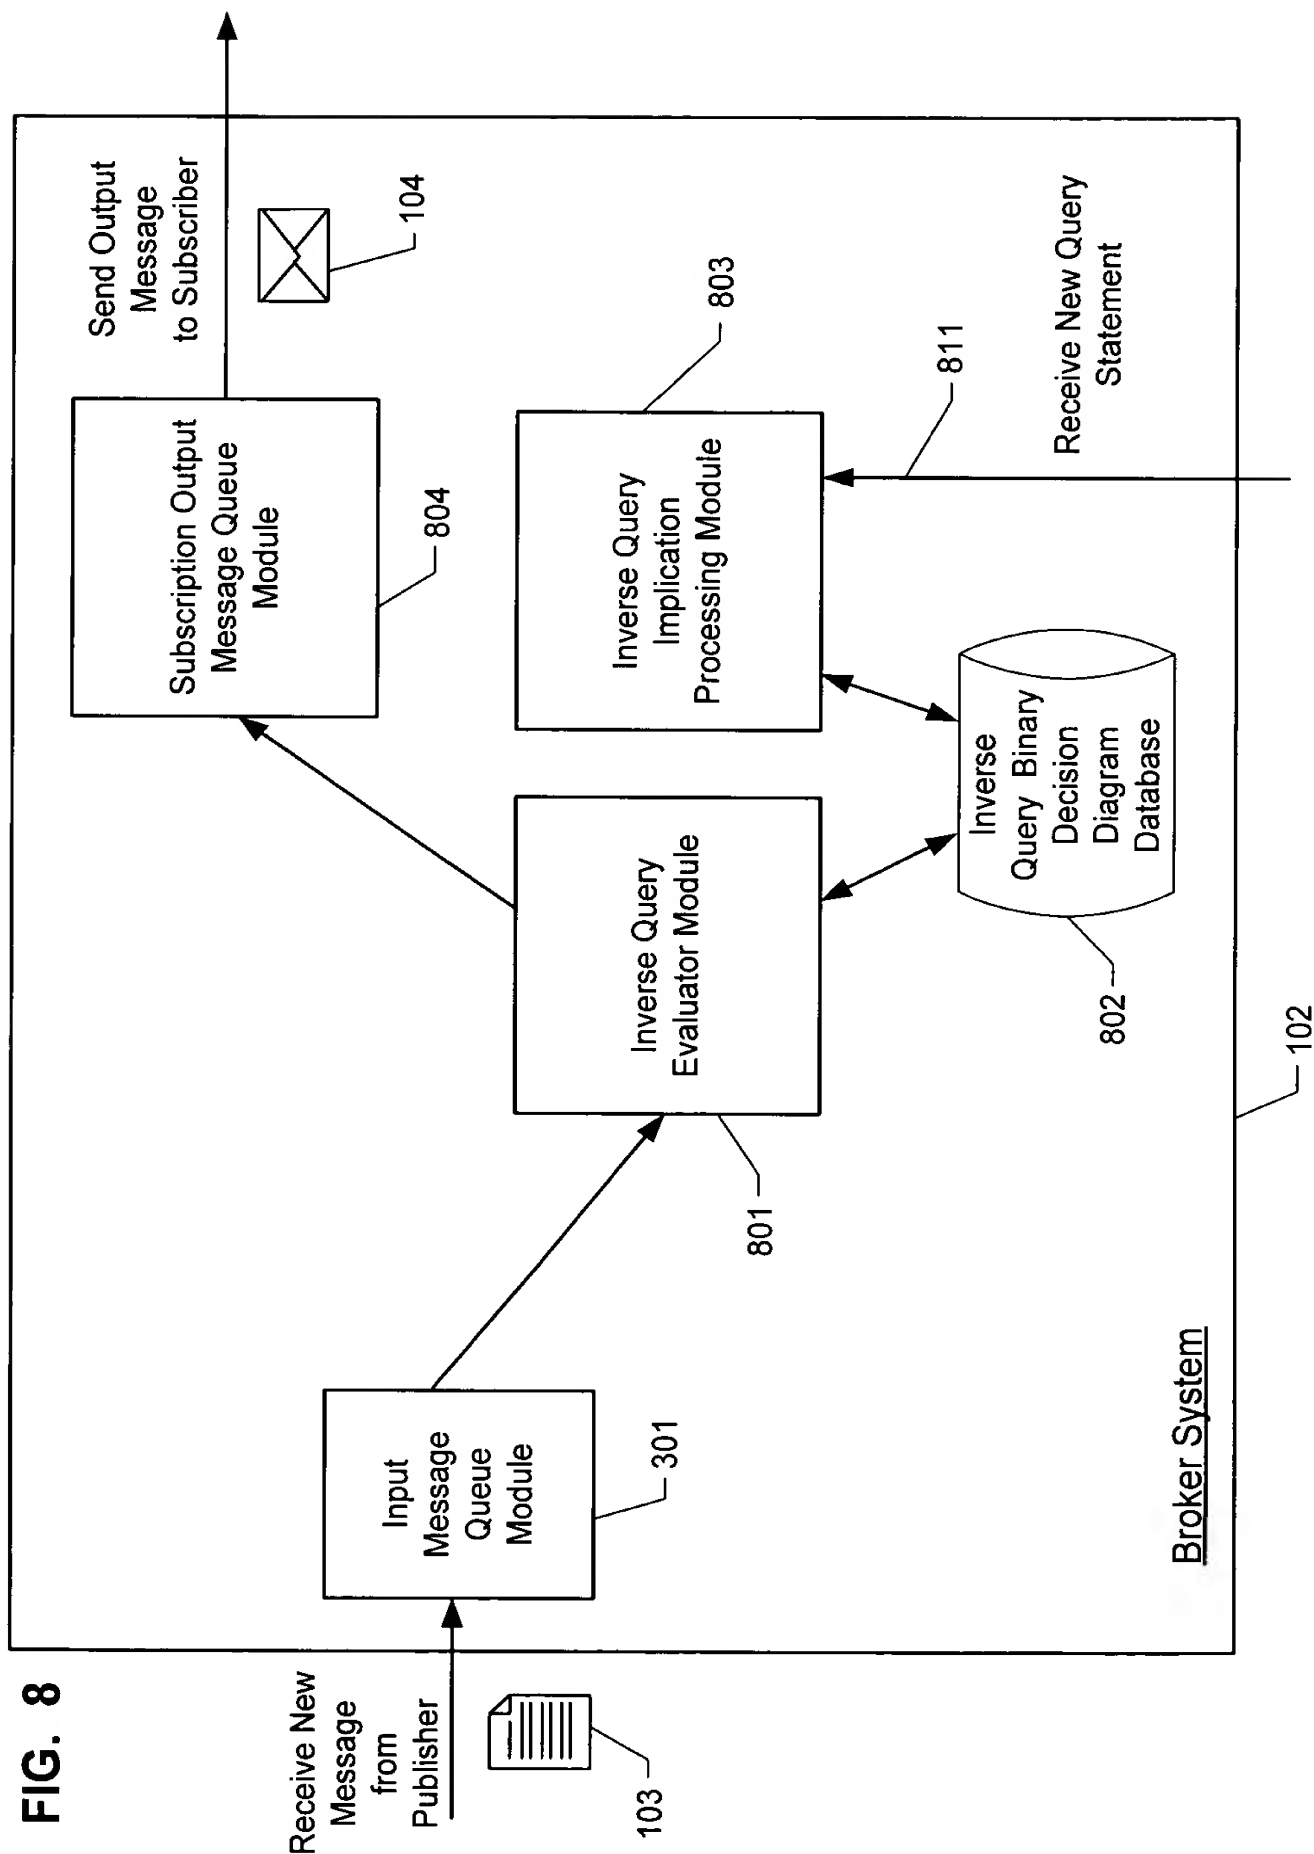 FIG. 8
Send Output
Message
to Subscriber
104
Subscription Output
Message Queue
Module
804
Inverse Query
Implication
Processing Module
803
811
Receive New Query
Statement
Inverse Query
Evaluator Module
801
Inverse
Query Binary
Decision
Diagram
Database
802
Input
Message
Queue
Module
301
Receive New
Message
from
Publisher
103
Broker System
102